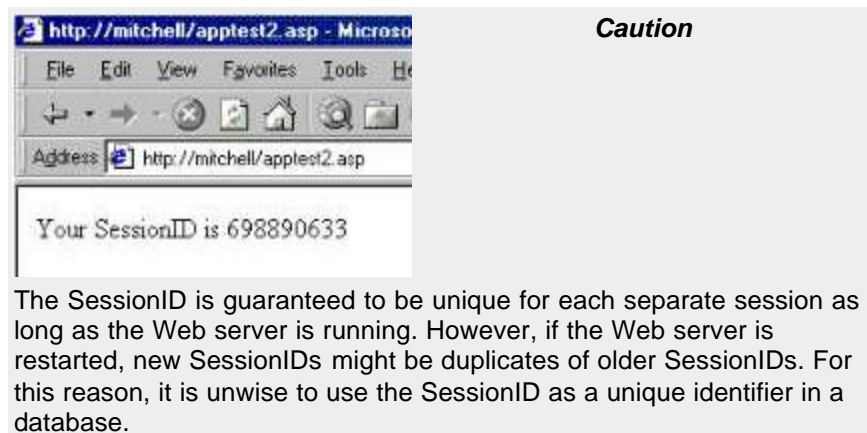 http://mitchell/apptest2.asp - Microso
Caution
File Edit View Favorites Tools He
Address http://mitchell/apptest2.asp
Your SessionID is 698890633
The SessionID is guaranteed to be unique for each separate session as
long as the Web server is running. However, if the Web server is
restarted, new SessionIDs might be duplicates of older SessionIDs. For
this reason, it is unwise to use the SessionID as a unique identifier in a
database.